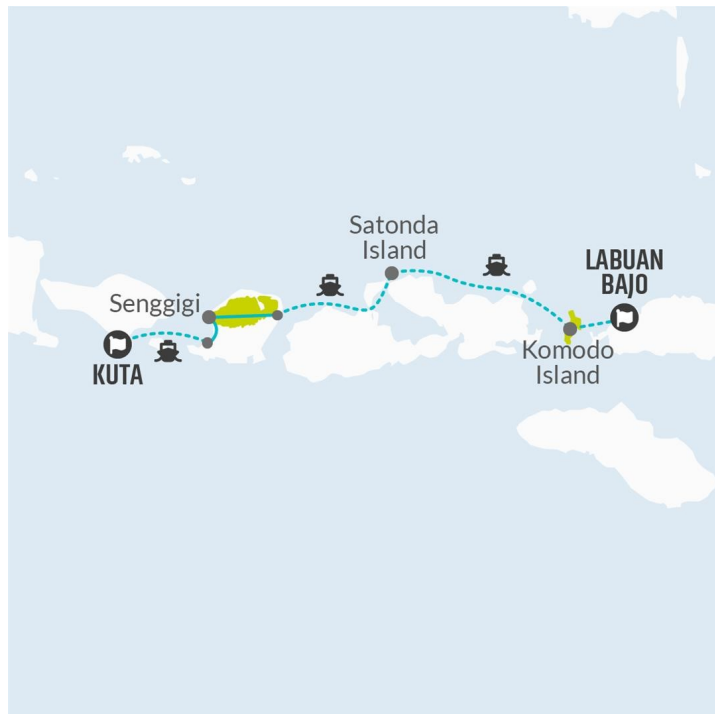 Satonda
Island
LABUAN
BAJO
Senggigi
KUTA
Komodo
Island